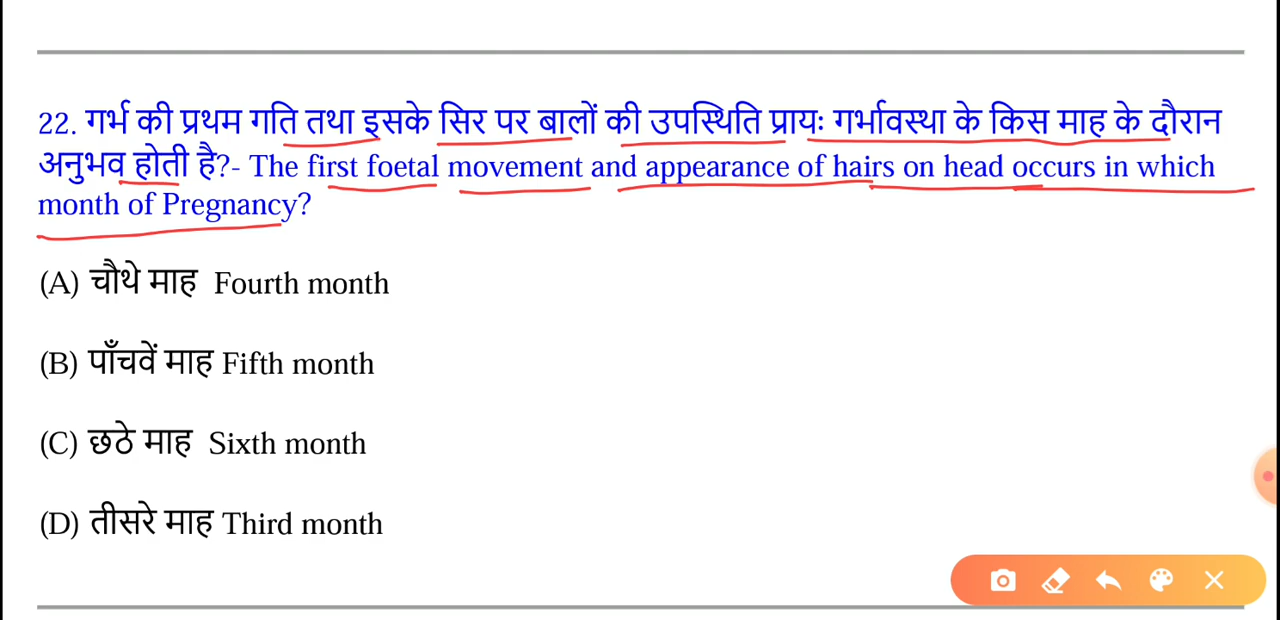 22. गर्भ की प्रथम गति तथा इसके सिर पर बालों की उपस्थिति प्रायः गर्भावस्था के किस माह के दौरान
अनुभव होती है?- The first foetal movement and appearance of hairs on head occurs in which
month of Pregnancy?
(A) चौथे माह Fourth month
(B) पाँचवें माह Fifth month
(C) छठे माह Sixth month
(D) तीसरे माह Third month